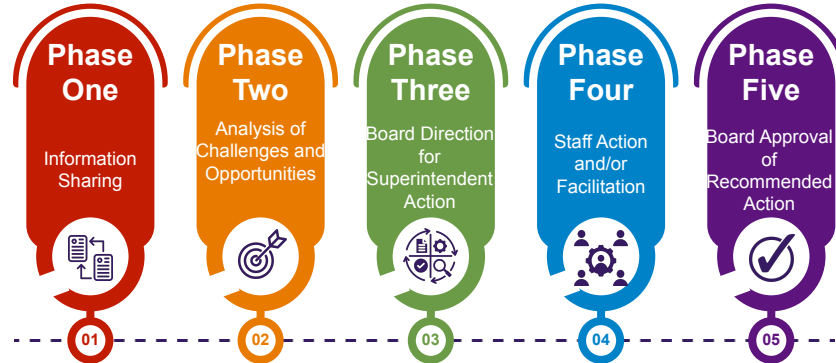 Phase
One
Information
Sharing
01
Phase
Two
Analysis of
Challenges and
Opportunities
02
Phase
Three
Board Direction
for
Superintendent
Action
03
Phase
Four
Staff Action
and/or
Facilitation
04
Phase
Five
Board Approval
of
Recommended
Action
05